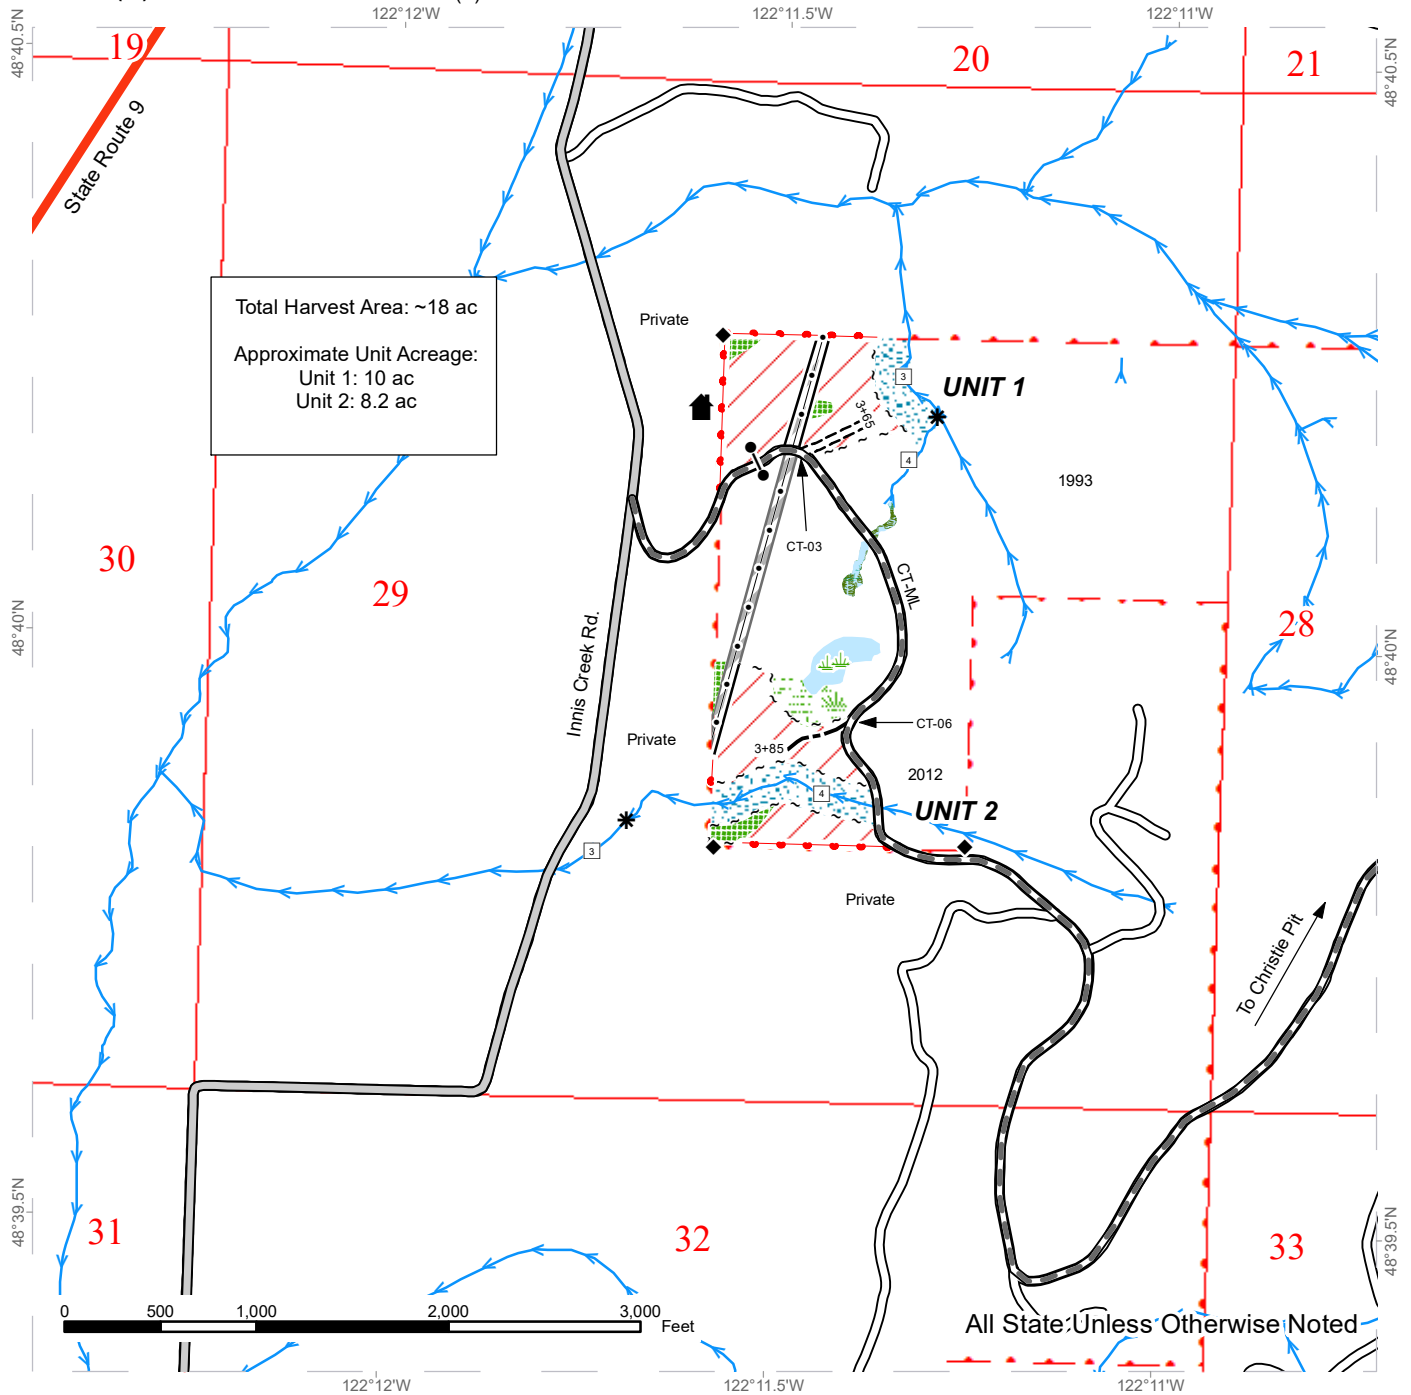 122°12'W
122°11.5'W
122°11'W
48°40.5'N
48°40.5'N
19
20
21
State Route 9
Total Harvest Area: ~18 ac
Approximate Unit Acreage:
Unit 1: 10 ac
Unit 2: 8.2 ac
Private
3
UNIT 1
3+65
4
1993
30
29
CT-03
CT-ML
28
48°40'N
48°40'N
Innis Creek Rd.
Private
CT-06
3+85
2012
4
UNIT 2
3
Private
To Christie Pit
31
32
33
48°39.5'N
48°39.5'N
0 500 1,000 2,000 3,000
Feet
All State Unless Otherwise Noted
122°12'W
122°11.5'W
122°11'W